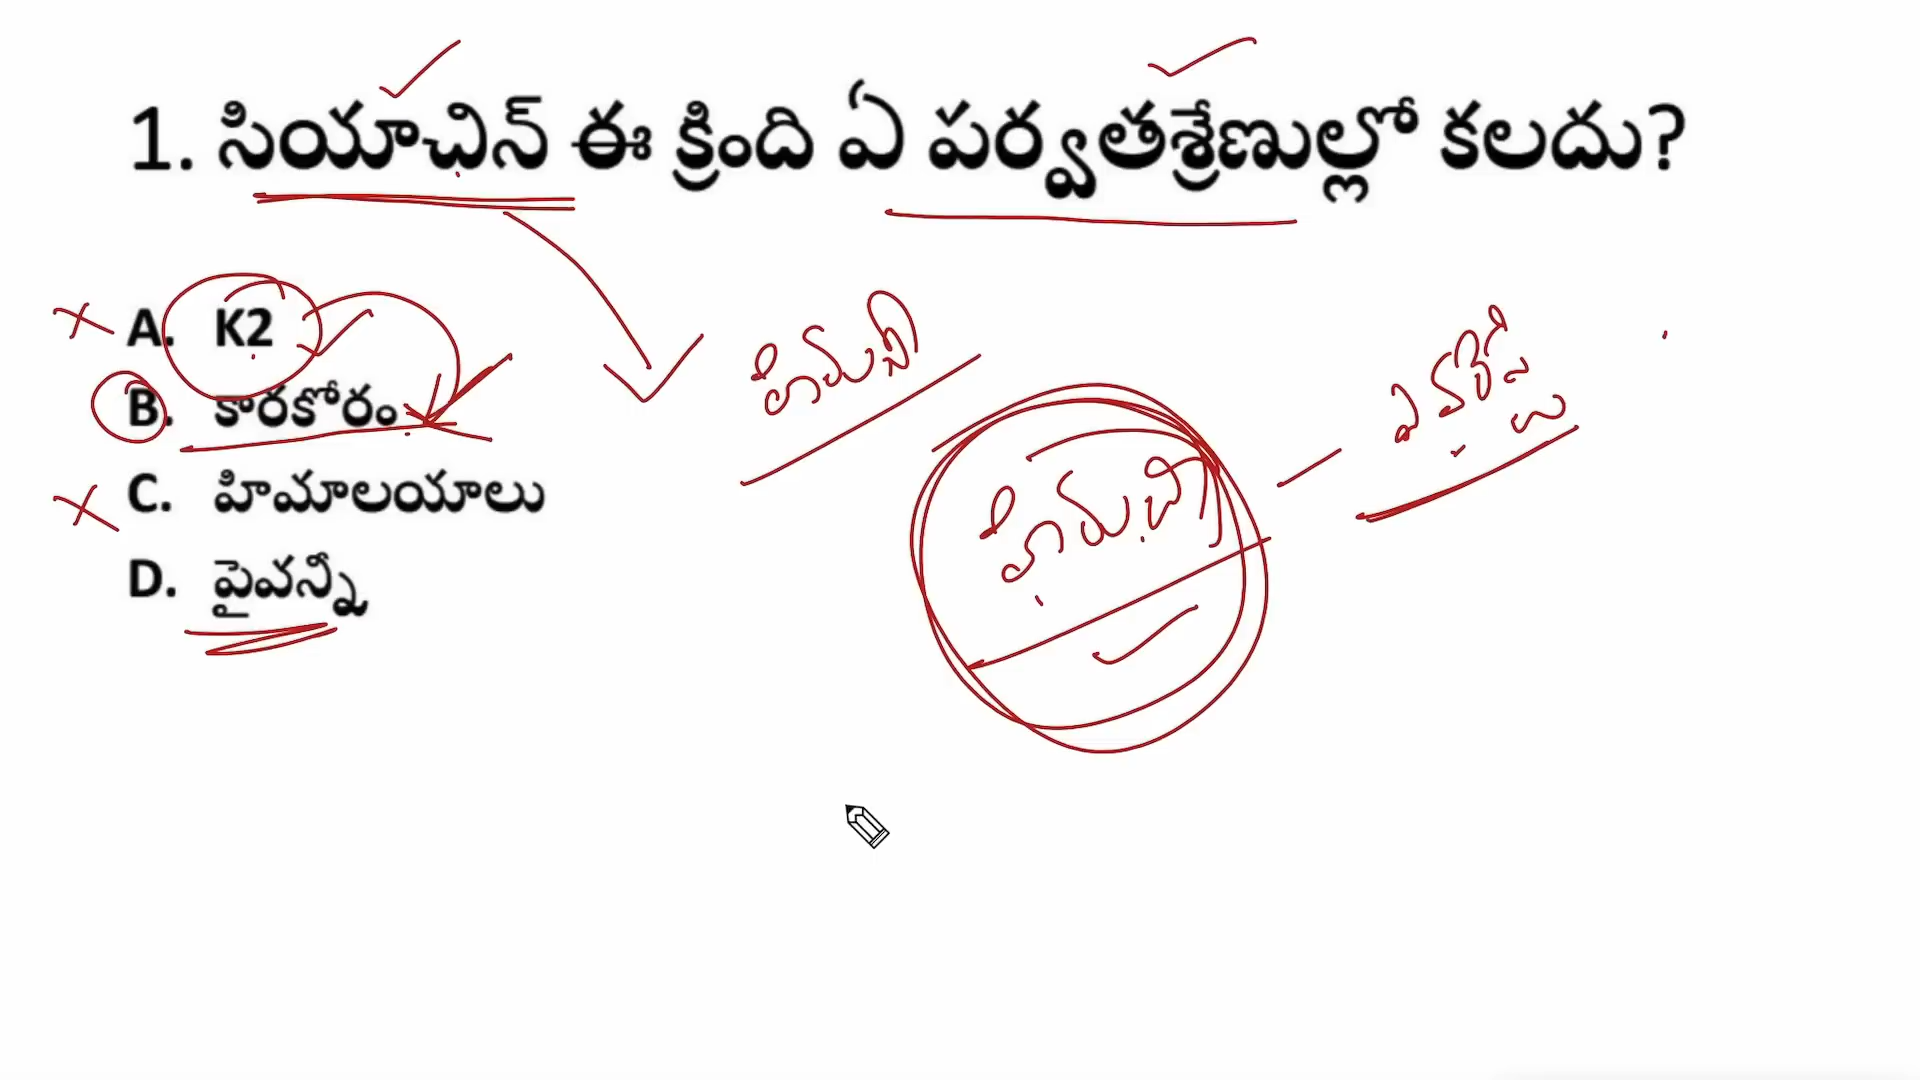 1. సియాచిన్ ఈ క్రింది ఏ పర్వతశ్రేణుల్లో కలదు?
A. K2
B. కారకోరం
C. హిమాలయాలు
D. పైవన్నీ